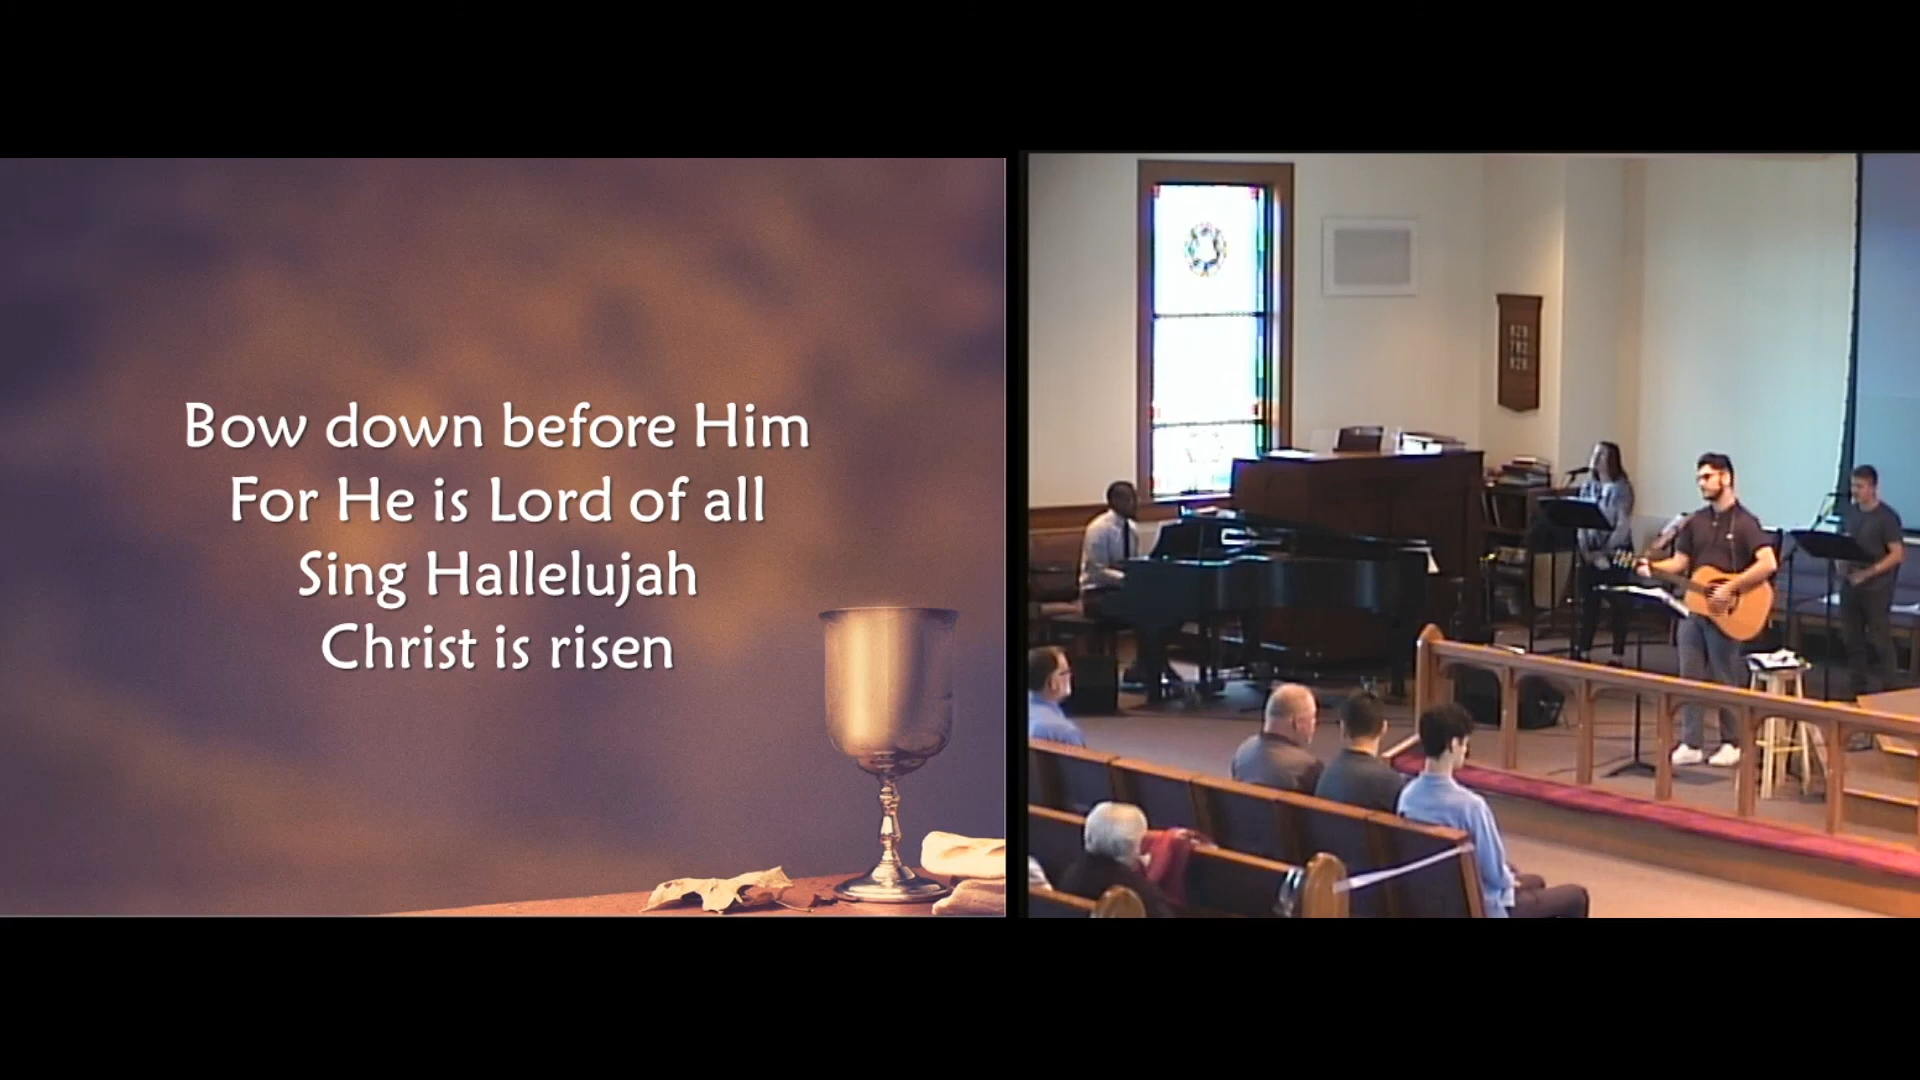 Bow down before Him
For He is Lord of all
Sing Hallelujah
Christ is risen